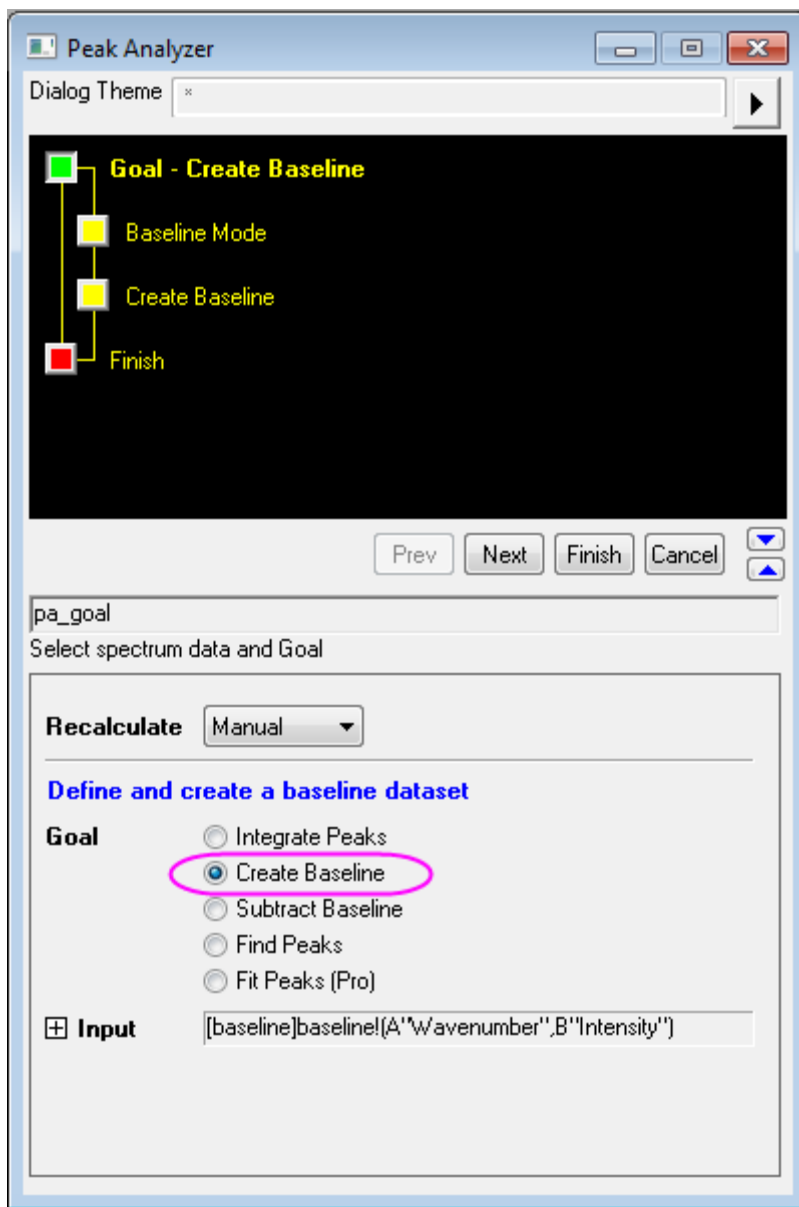 Peak Analyzer
Dialog Theme *
Goal - Create Baseline
Baseline Mode
Create Baseline
Finish
Prev Next Finish Cancel
pa_goal
Select spectrum data and Goal
Recalculate Manual
Define and create a baseline dataset
Goal Integrate Peaks
Create Baseline
Subtract Baseline
Find Peaks
Fit Peaks (Pro)
Input [baseline]baseline!(A"Wavenumber",B"Intensity")